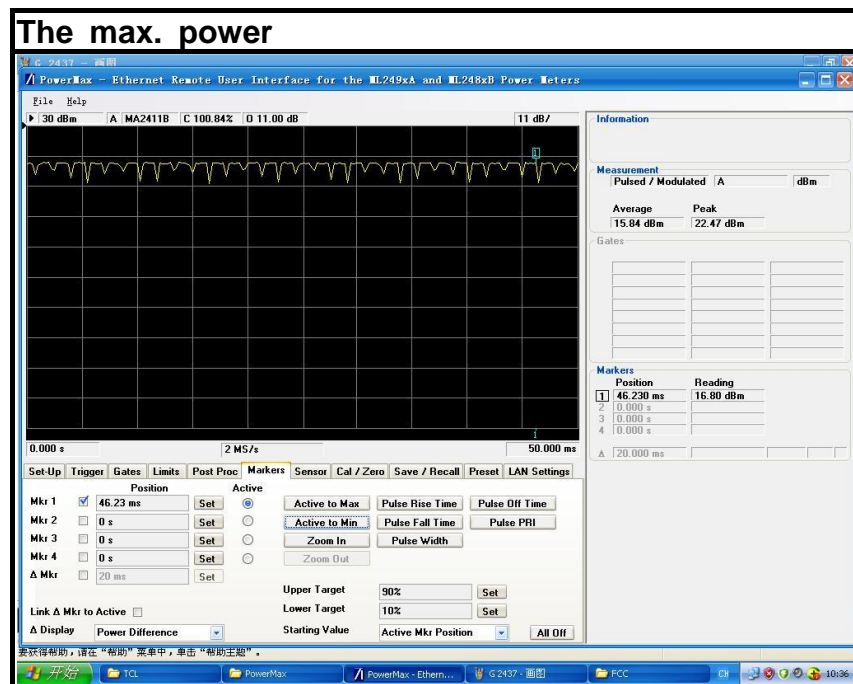 The max. power
G 2437 - 画图
PowerMax - Ethernet Remote User Interface for the ML249xA and ML248xB Power Meters
File Help
30 dBm A MA2411B C 100.84% O 11.00 dB 11 dB/
1
0.000 s 2 MS/s 50.000 ms
Set-Up Trigger Gates Limits Post Proc Markers Sensor Cal / Zero Save / Recall Preset LAN Settings
Position Active
Mkr 1 46.23 ms Set Active to Max Pulse Rise Time Pulse Off Time
Mkr 2 0 s Set Active to Min Pulse Fall Time Pulse PRI
Mkr 3 0 s Set Zoom In Pulse Width
Mkr 4 0 s Set Zoom Out
Δ Mkr 20 ms Set
Upper Target 90% Set
Link Δ Mkr to Active Lower Target 10% Set
Δ Display Power Difference Starting Value Active Mkr Position All Off
Information
Measurement
Pulsed / Modulated A dBm
Average Peak
15.84 dBm 22.47 dBm
Gates
Markers
Position Reading
1 46.230 ms 16.80 dBm
2 0.000 s
3 0.000 s
4 0.000 s
Δ 20.000 ms
要获得帮助，请在“帮助”菜单中，单击“帮助主题”。
开始 TCL PowerMax PowerMax - Ethern... G 2437 - 画图 FCC CH 10:36